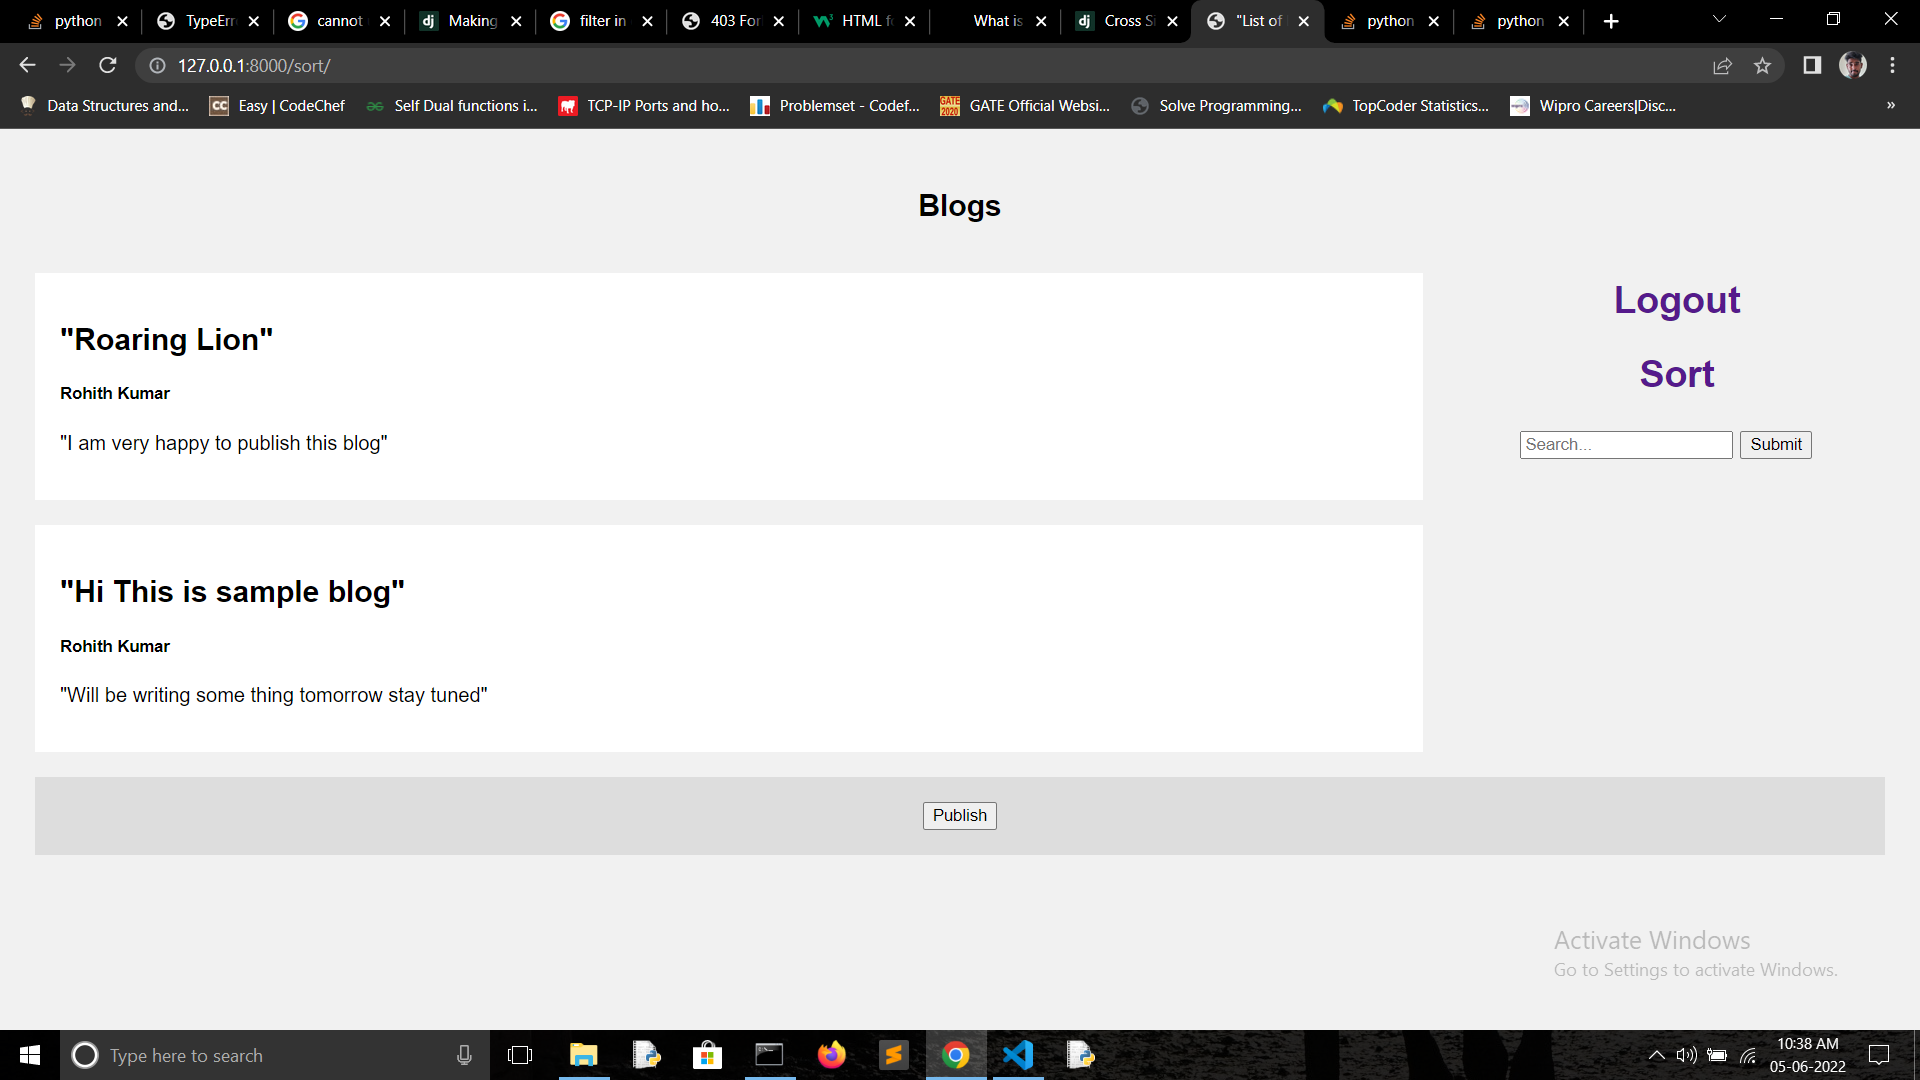 python
TypeErr
cannot
Making
filter in
403 For
HTML f
What is
Cross Si
"List of
python
python
127.0.0.1:8000/sort/
Data Structures and...
Easy | CodeChef
Self Dual functions i...
TCP-IP Ports and ho...
Problemset - Codef...
GATE Official Websi...
Solve Programming...
TopCoder Statistics...
Wipro Careers|Disc...
»
Blogs
"Roaring Lion"
Rohith Kumar
"I am very happy to publish this blog"
Logout
Sort
Search...
Submit
"Hi This is sample blog"
Rohith Kumar
"Will be writing some thing tomorrow stay tuned"
Publish
Activate Windows
Go to Settings to activate Windows.
Type here to search
10:38 AM
05-06-2022